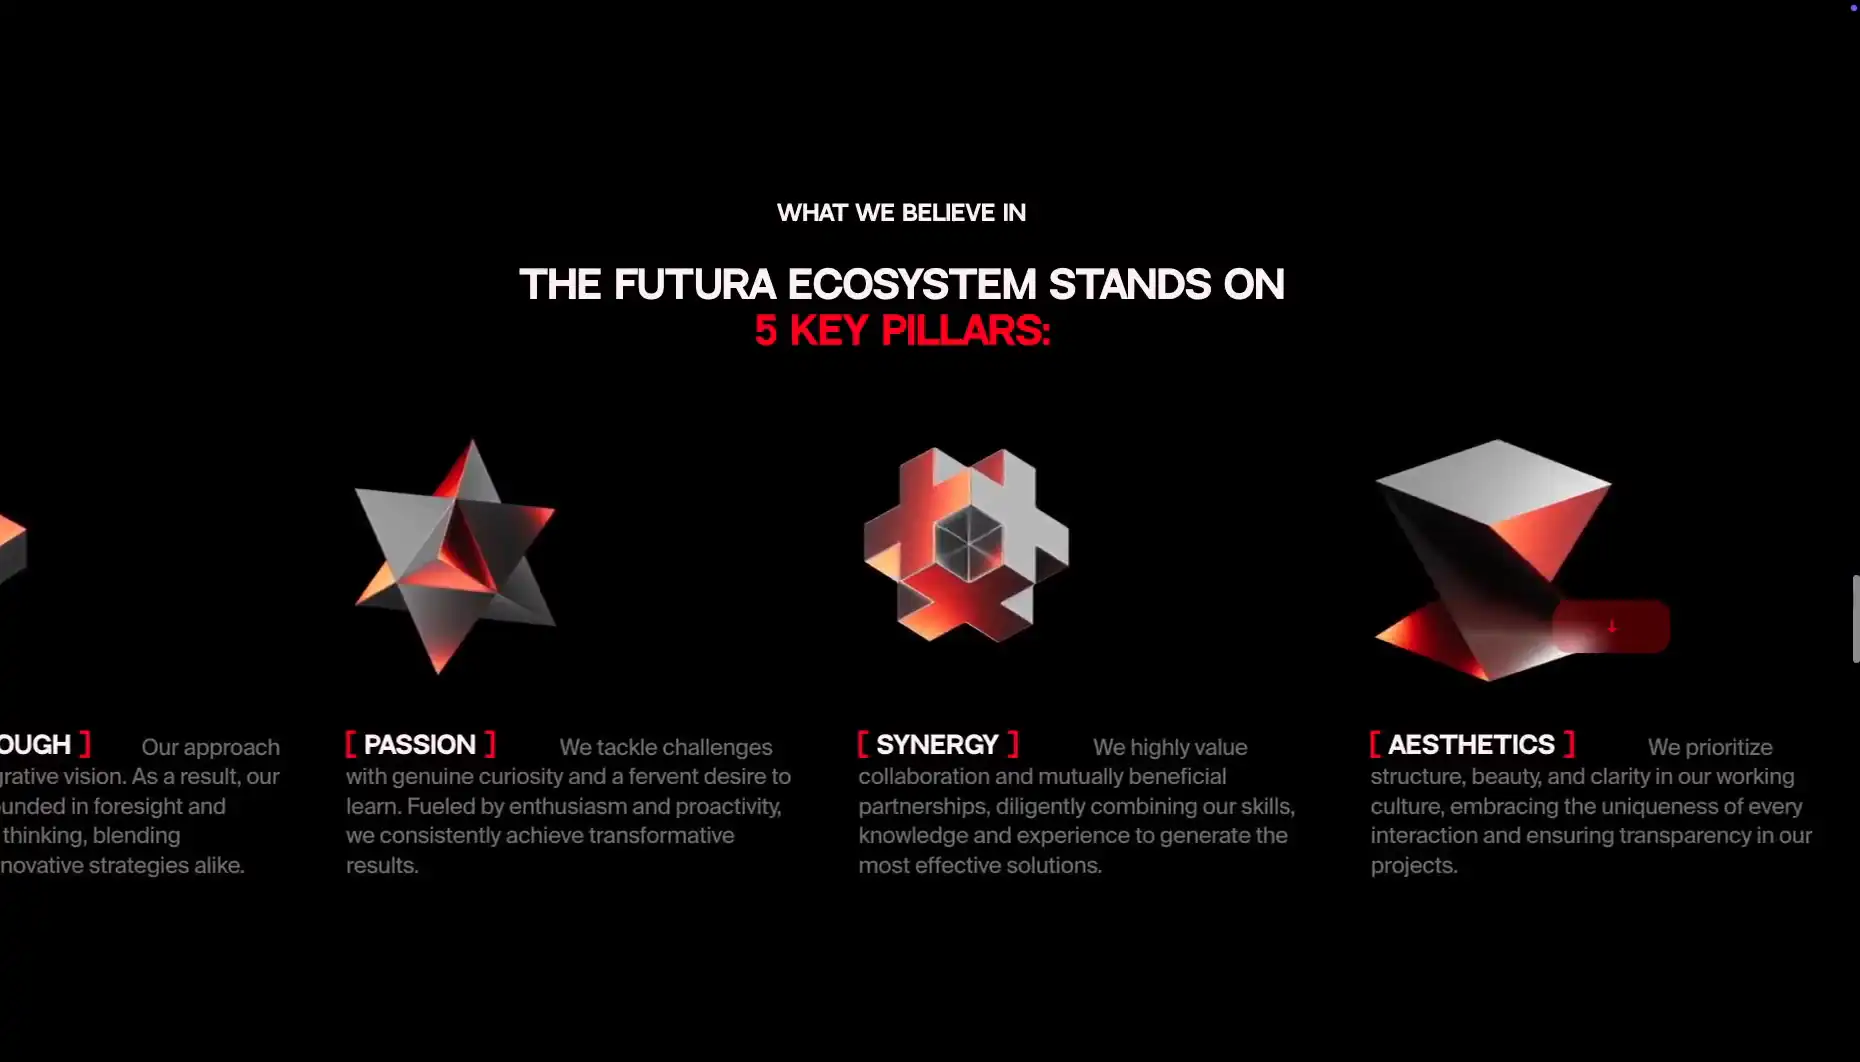 WHAT WE BELIEVE IN
THE FUTURA ECOSYSTEM STANDS ON
5 KEY PILLARS:
OUGH ] Our approach
grative vision. As a result, our
unded in foresight and
thinking, blending
novative strategies alike.
[ PASSION ] We tackle challenges
with genuine curiosity and a fervent desire to
learn. Fueled by enthusiasm and proactivity,
we consistently achieve transformative
results.
[ SYNERGY ] We highly value
collaboration and mutually beneficial
partnerships, diligently combining our skills,
knowledge and experience to generate the
most effective solutions.
[ AESTHETICS ] We prioritize
structure, beauty, and clarity in our working
culture, embracing the uniqueness of every
interaction and ensuring transparency in our
projects.